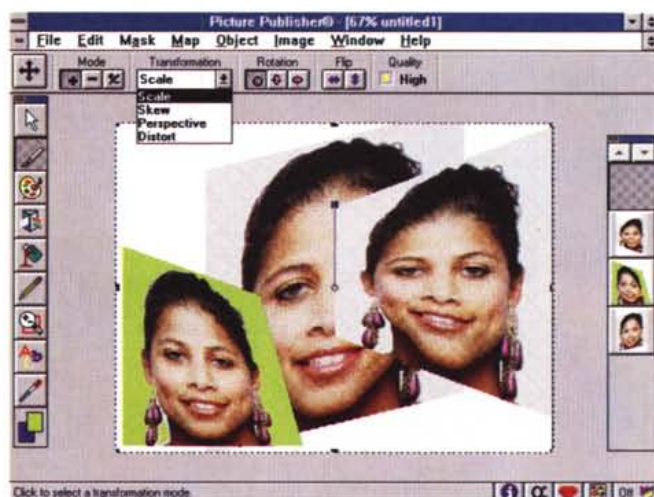 Picture Publisher® - [67% untitled1]
File Edit Mask Map Object Image Window Help
Mode Transformation Rotation Flip Quality
Scale High
Scale
Skew
Perspective
Distort
Click to select a transformation mode. Off